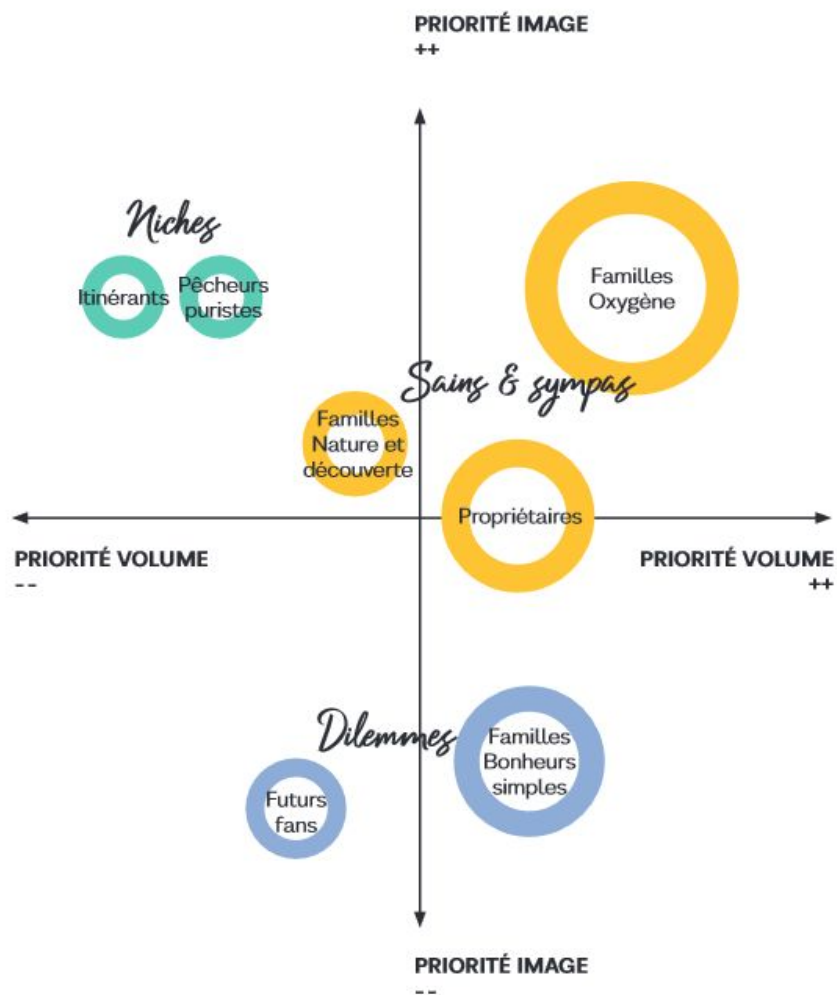 PRIORITÉ IMAGE
++
Niches
Itinérants
Pêcheurs
puristes
Familles
Oxygène
Sains & sympas
Familles
Nature et
découverte
Propriétaires
PRIORITÉ VOLUME
--
PRIORITÉ VOLUME
++
Dilemmes
Familles
Bonheurs
simples
Futurs
fans
PRIORITÉ IMAGE
--